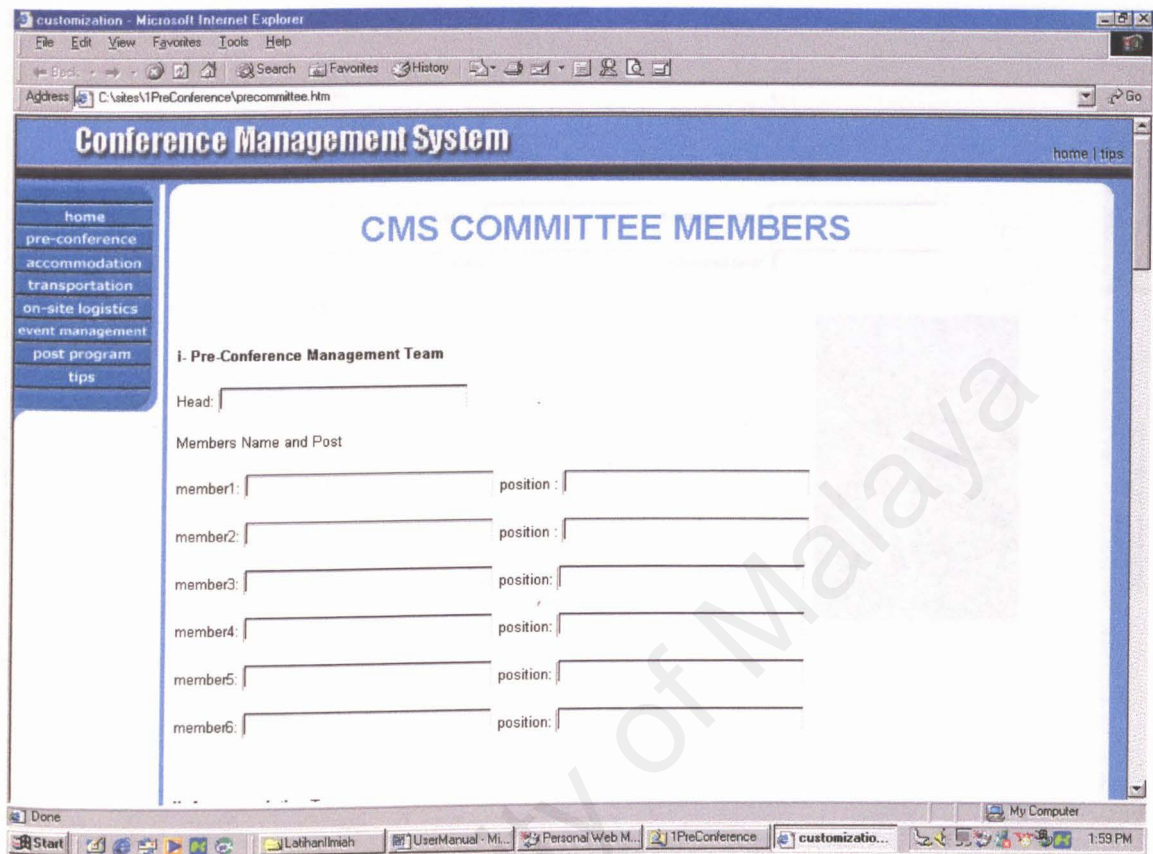 customization - Microsoft Internet Explorer
File Edit View Favorites Tools Help
Back Search Favorites History
Address C:\sites\1PreConference\precommittee.htm Go
Conference Management System
home | tips
home
pre-conference
accommodation
transportation
on-site logistics
event management
post program
tips
CMS COMMITTEE MEMBERS
i- Pre-Conference Management Team
Head:
Members Name and Post
member1: position :
member2: position :
member3: position:
member4: position:
member5: position:
member6: position:
Done My Computer
Start LatihanIlmiah UserManual - Mi... Personal Web M... 1PreConference customizatio... 1:59 PM
of Malaya